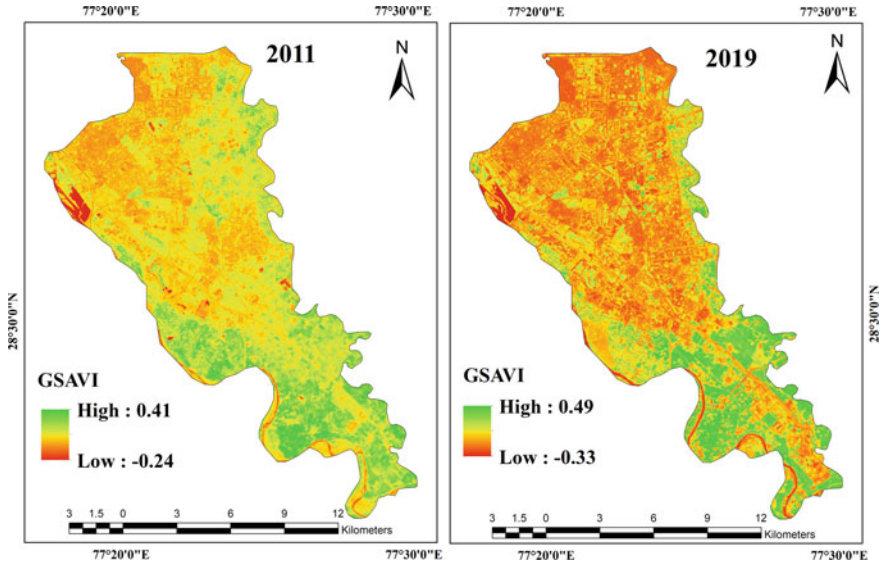 77°20'0"E 77°30'0"E
2011
N
28°30'0"N
GSAVI
High : 0.41
Low : -0.24
3 1.5 0 3 6 9 12
Kilometers
77°20'0"E 77°30'0"E
77°20'0"E 77°30'0"E
2019
N
28°30'0"N
GSAVI
High : 0.49
Low : -0.33
3 1.5 0 3 6 9 12
Kilometers
77°20'0"E 77°30'0"E